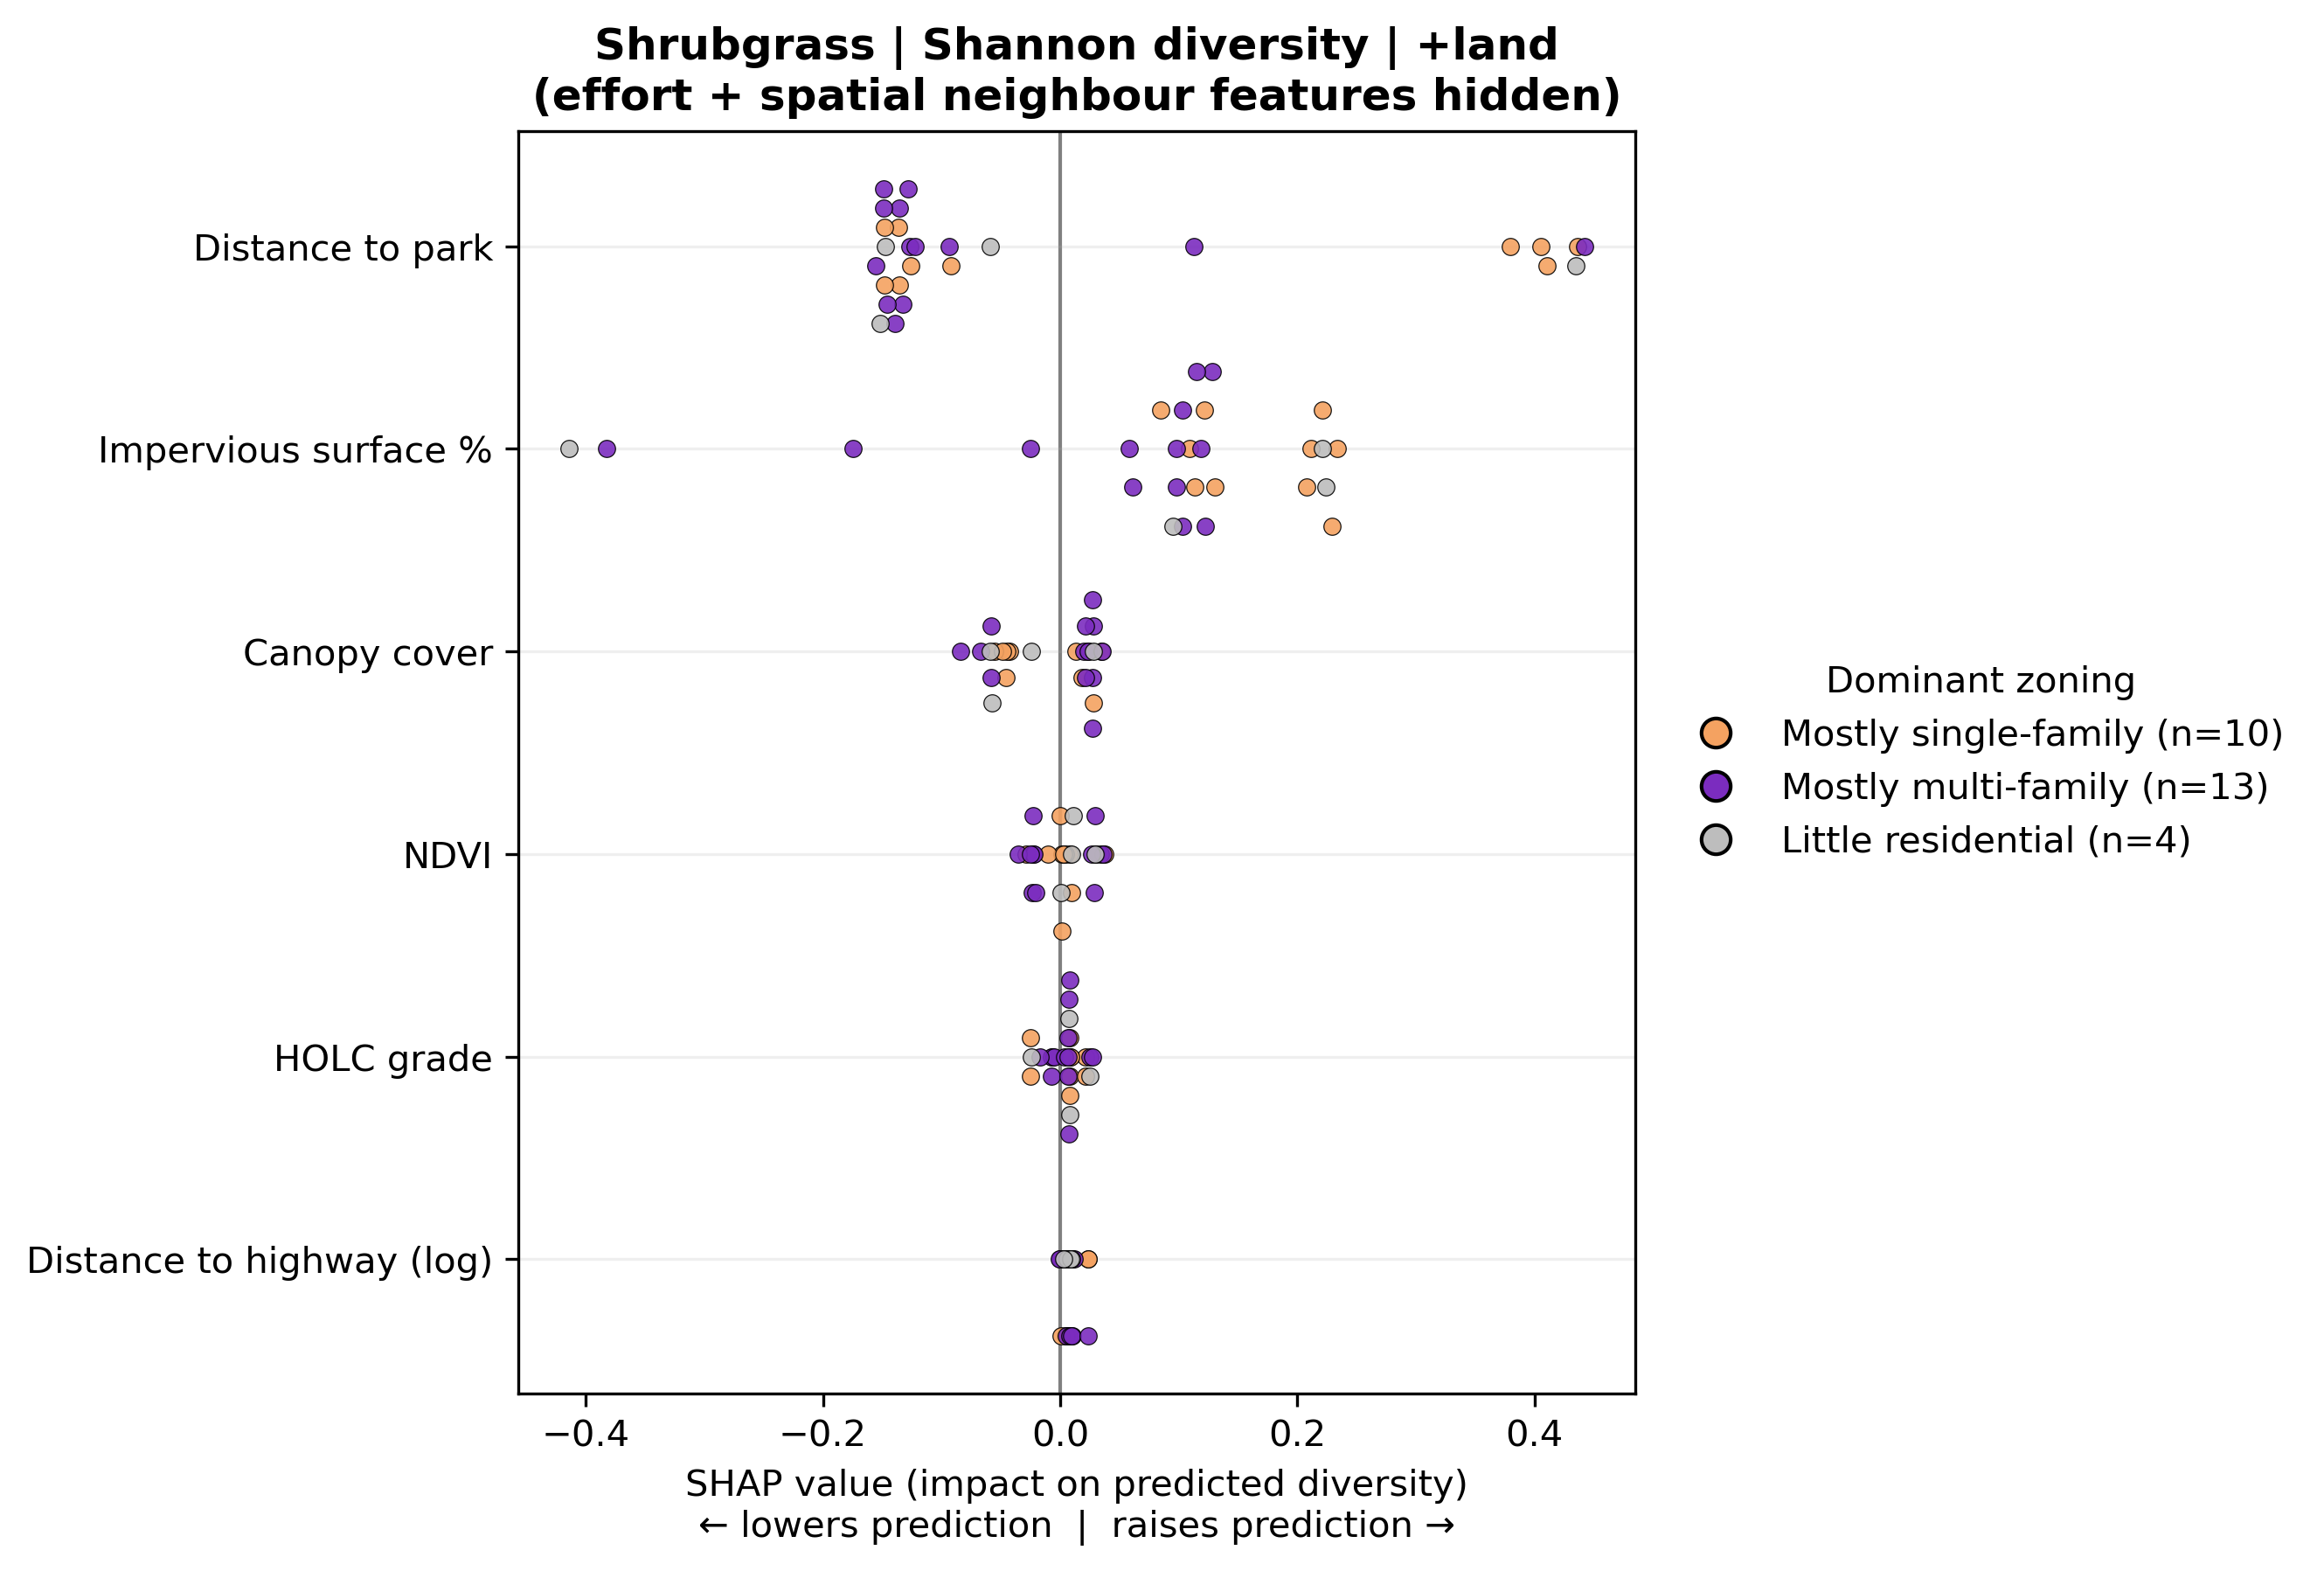 Shrubgrass | Shannon diversity | +land
(effort + spatial neighbour features hidden)
Distance to park
Impervious surface %
Canopy cover
NDVI
HOLC grade
Distance to highway (log)
Dominant zoning
Mostly single-family (n=10)
Mostly multi-family (n=13)
Little residential (n=4)
−0.4 −0.2 0.0 0.2 0.4
SHAP value (impact on predicted diversity)
← lowers prediction | raises prediction →